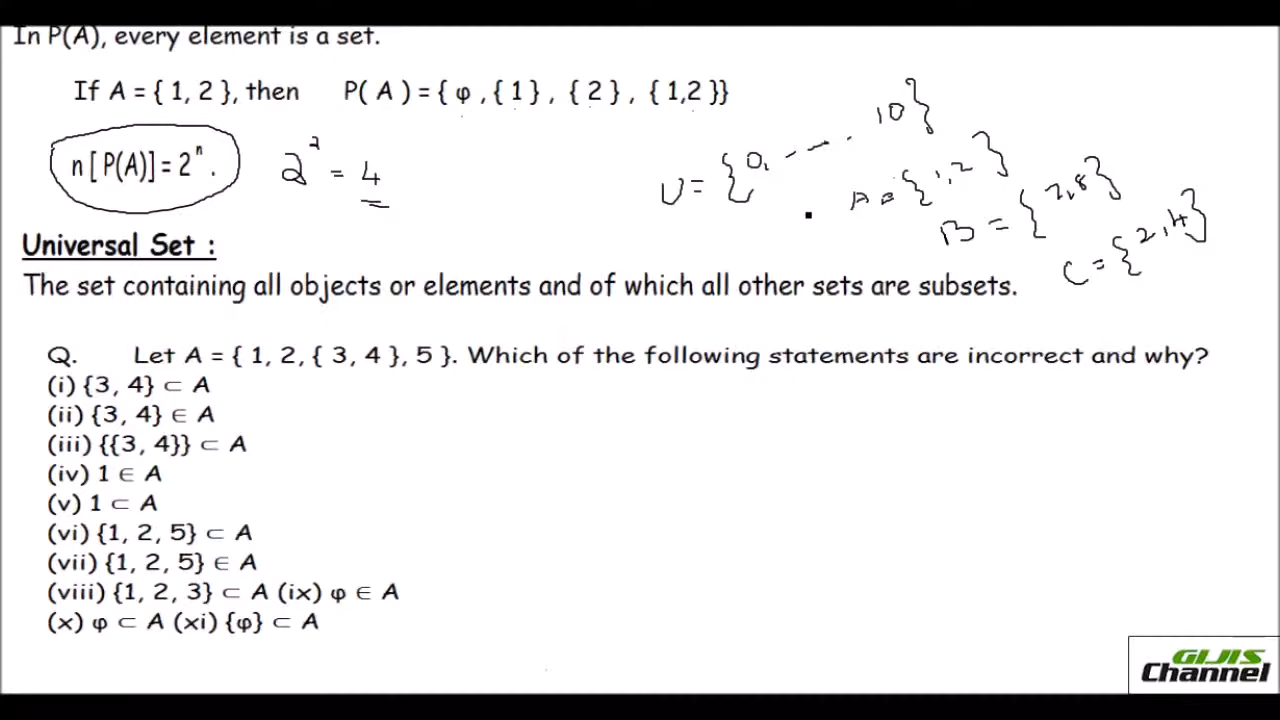 In P(A), every element is a set.
If A = { 1, 2 }, then P( A ) = { φ , { 1 } , { 2 } , { 1,2 }}
n [ P(A)] = 2ⁿ .
2² = 4
U = {0, - - - . 10}
A = {1, 2}
B = {7, 8}
C = {2, 4}
Universal Set :
The set containing all objects or elements and of which all other sets are subsets.
Q. Let A = { 1, 2, { 3, 4 }, 5 }. Which of the following statements are incorrect and why?
(i) {3, 4} ⊂ A
(ii) {3, 4} ∈ A
(iii) {{3, 4}} ⊂ A
(iv) 1 ∈ A
(v) 1 ⊂ A
(vi) {1, 2, 5} ⊂ A
(vii) {1, 2, 5} ∈ A
(viii) {1, 2, 3} ⊂ A (ix) φ ∈ A
(x) φ ⊂ A (xi) {φ} ⊂ A
GIJIS
Channel